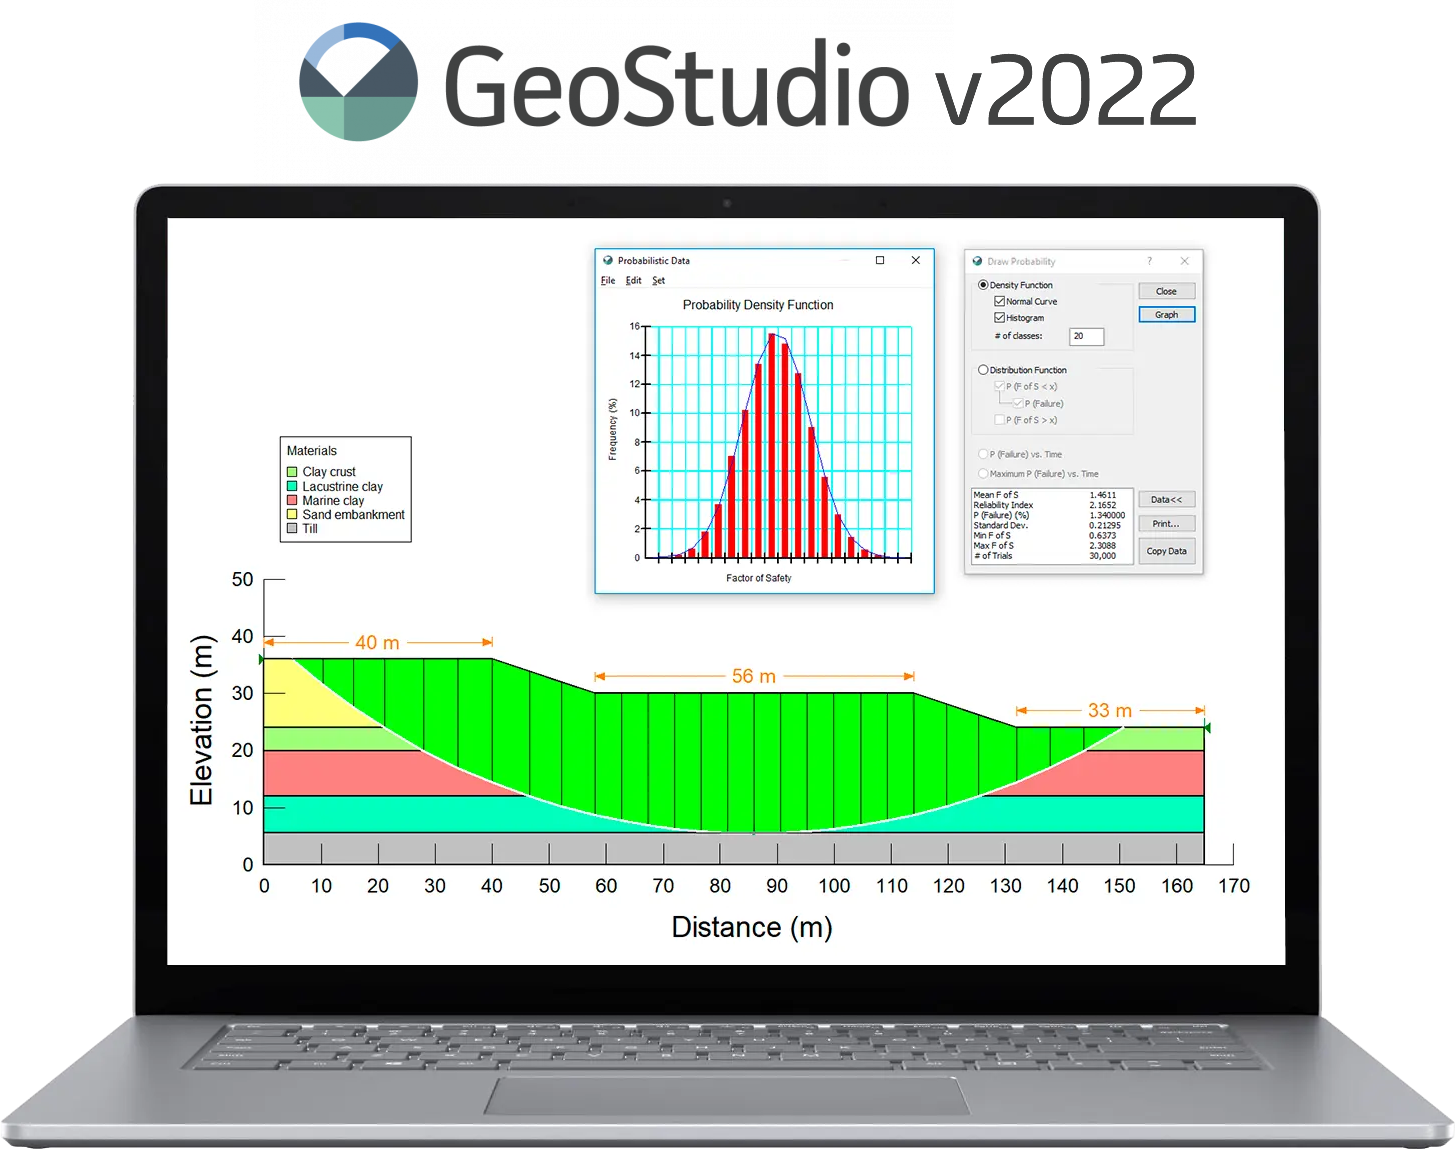 GeoStudio v2022
Probabilistic Data
File Edit Set
Probability Density Function
16
14
12
10
8
6
4
2
0
Frequency (%)
Factor of Safety
Draw Probability ?
Density Function
Normal Curve
Histogram
# of classes: 20
Close
Graph
Distribution Function
P (F of S < x)
P (Failure)
P (F of S > x)
P (Failure) vs. Time
Maximum P (Failure) vs. Time
Mean F of S 1.4611
Reliability Index 2.1652
P (Failure) (%) 1.340000
Standard Dev. 0.21295
Min F of S 0.6373
Max F of S 2.3088
# of Trials 30,000
Data<<
Print...
Copy Data
Materials
Clay crust
Lacustrine clay
Marine clay
Sand embankment
Till
50
40
30
20
10
0
Elevation (m)
40 m
56 m
33 m
0 10 20 30 40 50 60 70 80 90 100 110 120 130 140 150 160 170
Distance (m)